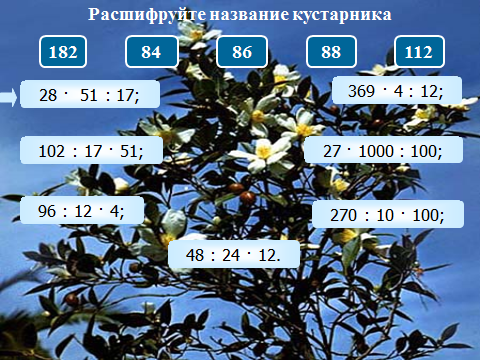 Расшифруйте название кустарника
182 84 86 88 112
28 · 51 : 17;
369 · 4 : 12;
102 : 17 · 51;
27 · 1000 : 100;
96 : 12 · 4;
270 : 10 · 100;
48 : 24 · 12.